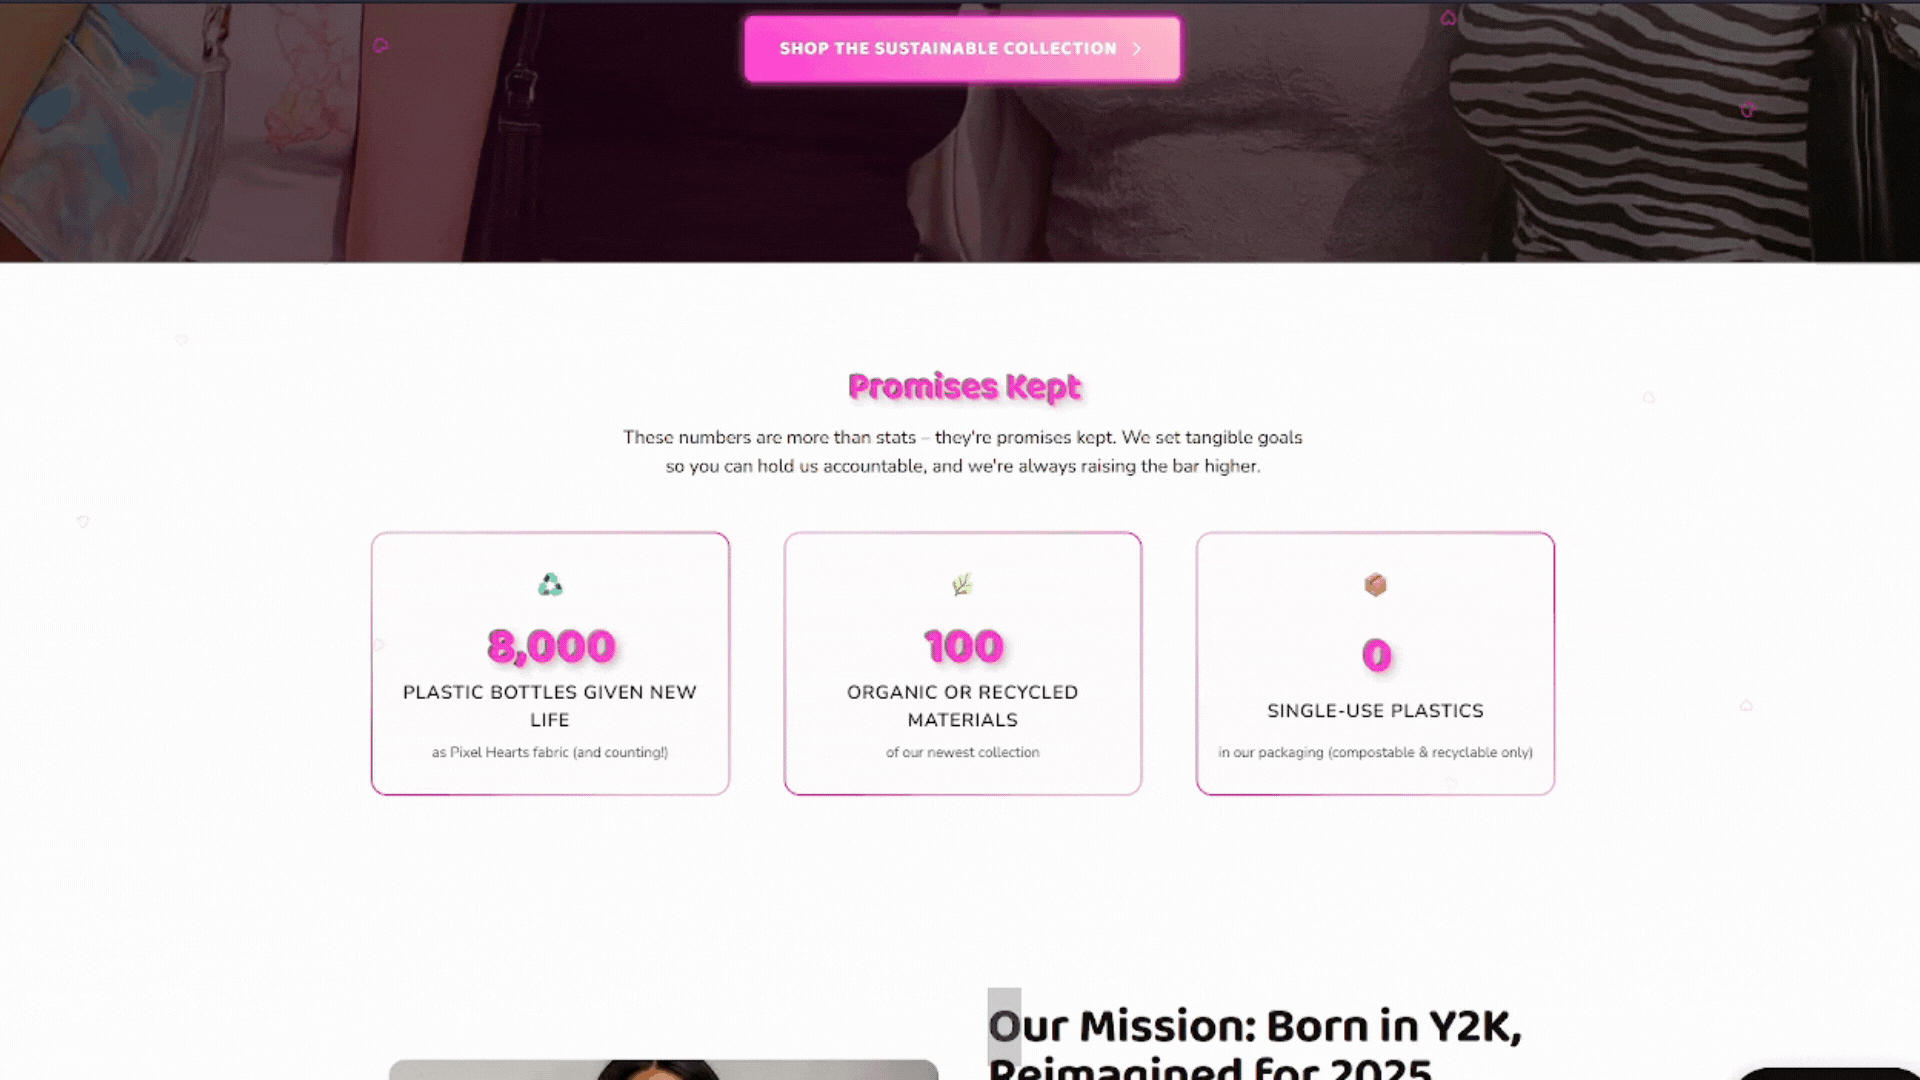 SHOP THE SUSTAINABLE COLLECTION
Promises Kept
These numbers are more than stats – they're promises kept. We set tangible goals
so you can hold us accountable, and we're always raising the bar higher.
8,000
PLASTIC BOTTLES GIVEN NEW
LIFE
as Pixel Hearts fabric (and counting!)
100
ORGANIC OR RECYCLED
MATERIALS
of our newest collection
0
SINGLE-USE PLASTICS
in our packaging (compostable & recyclable only)
Our Mission: Born in Y2K,
Reimagined for 2025